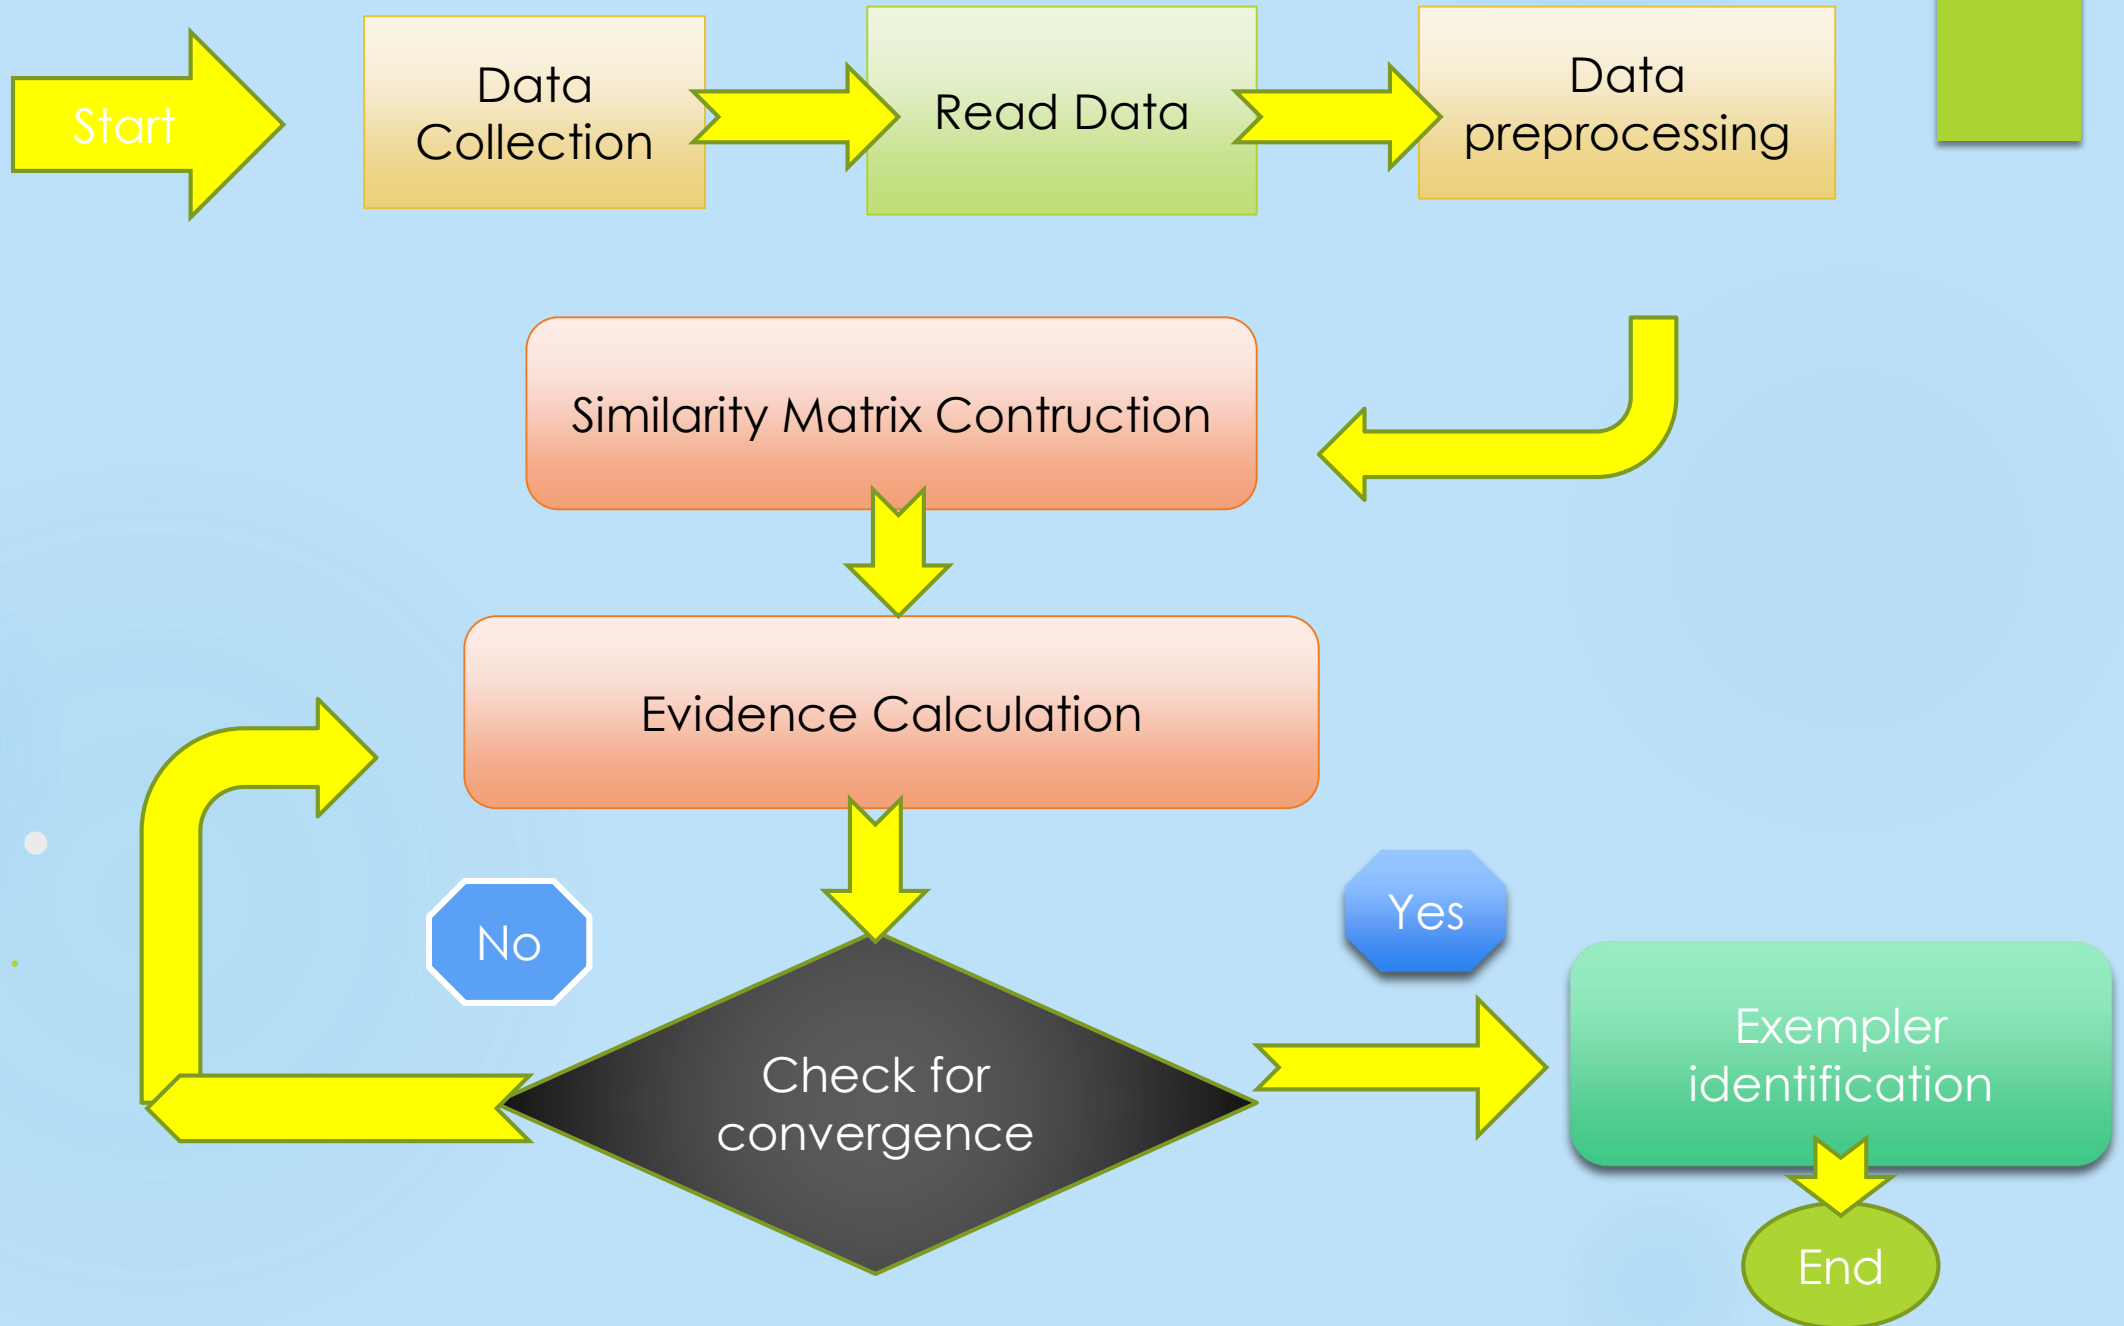 Start
Data
Collection
Read Data
Data
preprocessing
Similarity Matrix Contruction
Evidence Calculation
No
Yes
Check for
convergence
Exempler
identification
End